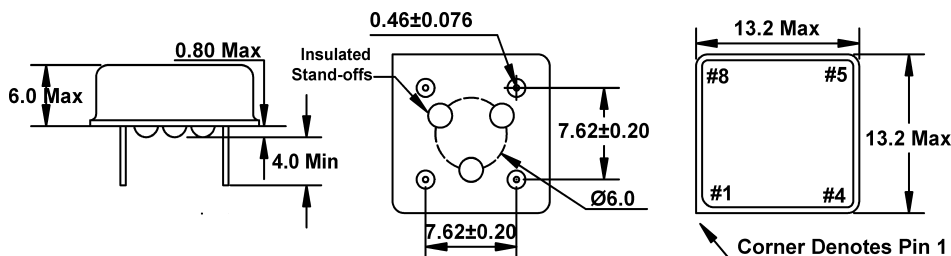 0.80 Max
6.0 Max
4.0 Min
0.46±0.076
Insulated
Stand-offs
7.62±0.20
Ø6.0
7.62±0.20
13.2 Max
#8 #5
13.2 Max
#1 #4
Corner Denotes Pin 1